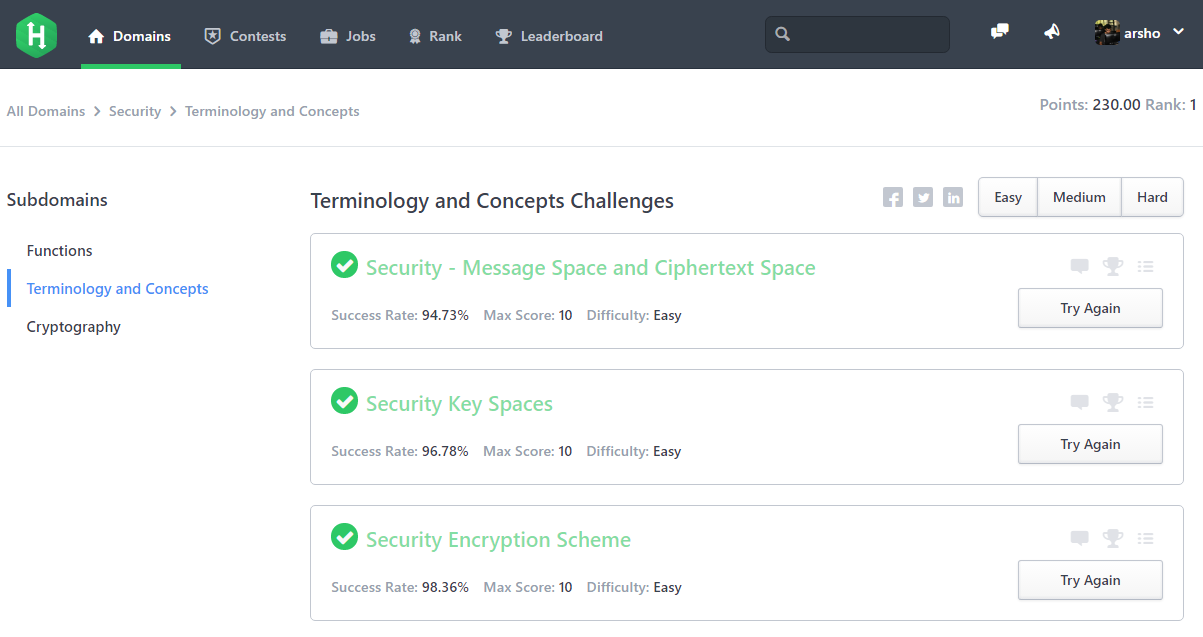 H Domains Contests Jobs Rank Leaderboard arsho
All Domains > Security > Terminology and Concepts Points: 230.00 Rank: 1
Subdomains
Functions
Terminology and Concepts
Cryptography
Terminology and Concepts Challenges Easy Medium Hard
Security - Message Space and Ciphertext Space
Success Rate: 94.73% Max Score: 10 Difficulty: Easy Try Again
Security Key Spaces
Success Rate: 96.78% Max Score: 10 Difficulty: Easy Try Again
Security Encryption Scheme
Success Rate: 98.36% Max Score: 10 Difficulty: Easy Try Again